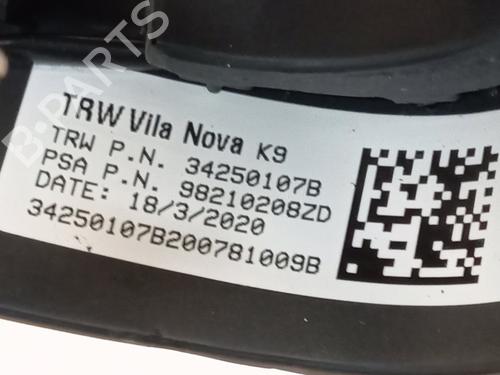 B-PARTS
TRW Vila Nova K9
TRW P.N. 34250107B
PSA P.N. 98210208ZD
DATE: 18/3/2020
34250107B200781009B